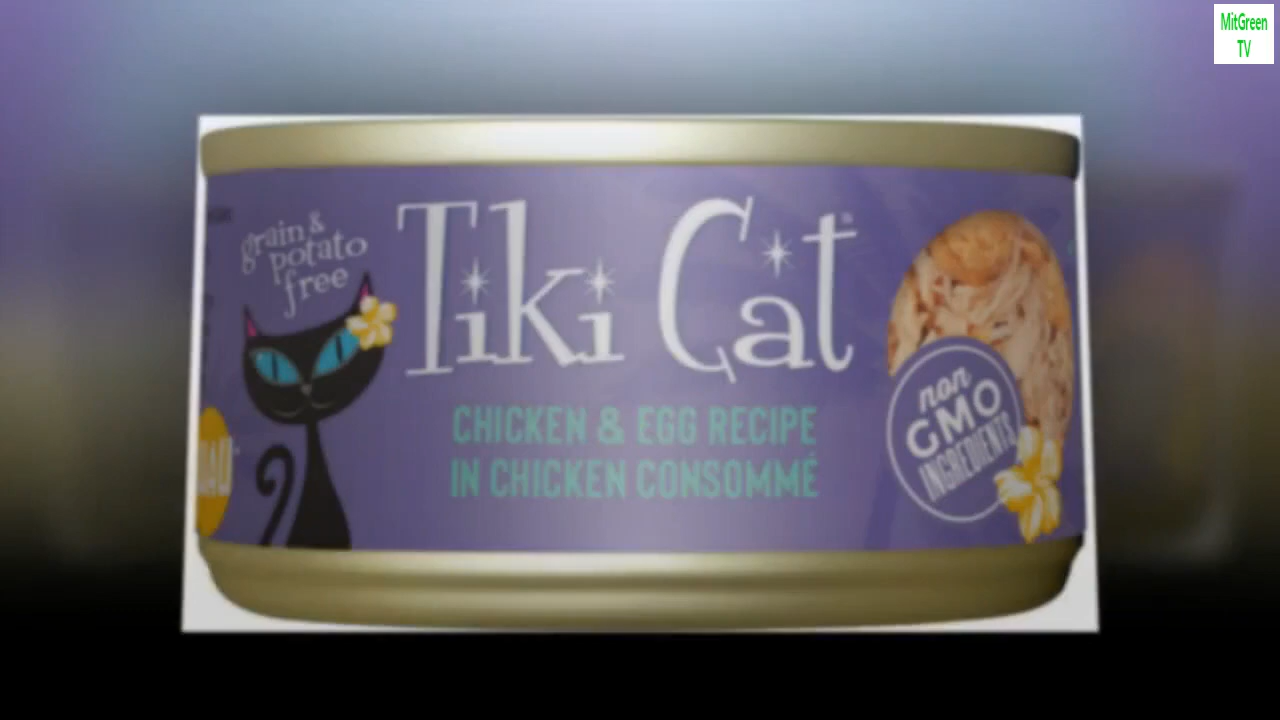 MitGreen
TV
grain &
potato
free
Tiki Cat
CHICKEN & EGG RECIPE
IN CHICKEN CONSOMMÉ
non
GMO
INGREDIENTS